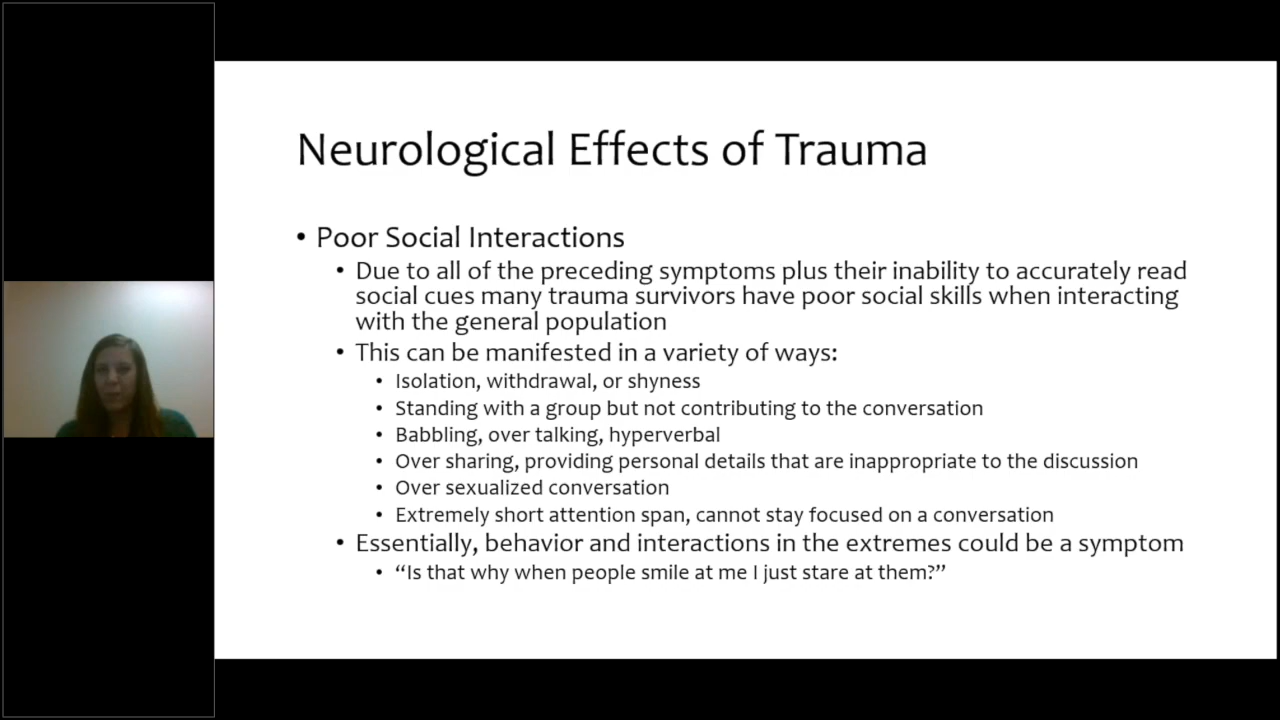 Neurological Effects of Trauma
• Poor Social Interactions
• Due to all of the preceding symptoms plus their inability to accurately read
social cues many trauma survivors have poor social skills when interacting
with the general population
• This can be manifested in a variety of ways:
• Isolation, withdrawal, or shyness
• Standing with a group but not contributing to the conversation
• Babbling, over talking, hyperverbal
• Over sharing, providing personal details that are inappropriate to the discussion
• Over sexualized conversation
• Extremely short attention span, cannot stay focused on a conversation
• Essentially, behavior and interactions in the extremes could be a symptom
• “Is that why when people smile at me I just stare at them?”